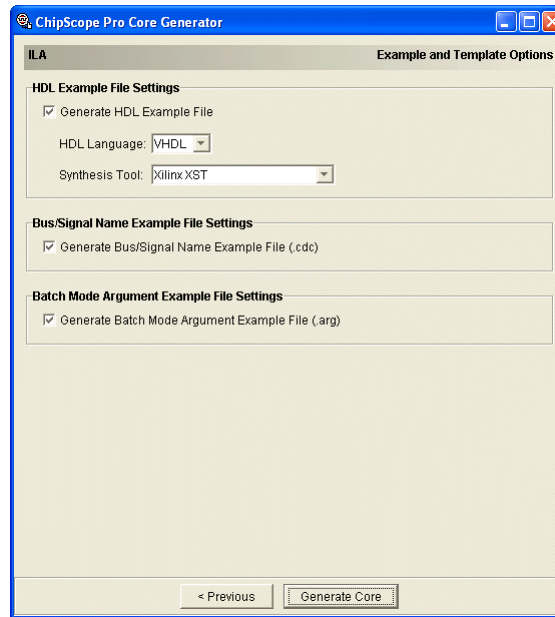 ChipScope Pro Core Generator
ILA Example and Template Options
HDL Example File Settings
Generate HDL Example File
HDL Language: VHDL
Synthesis Tool: Xilinx XST
Bus/Signal Name Example File Settings
Generate Bus/Signal Name Example File (.cdc)
Batch Mode Argument Example File Settings
Generate Batch Mode Argument Example File (.arg)
< Previous Generate Core